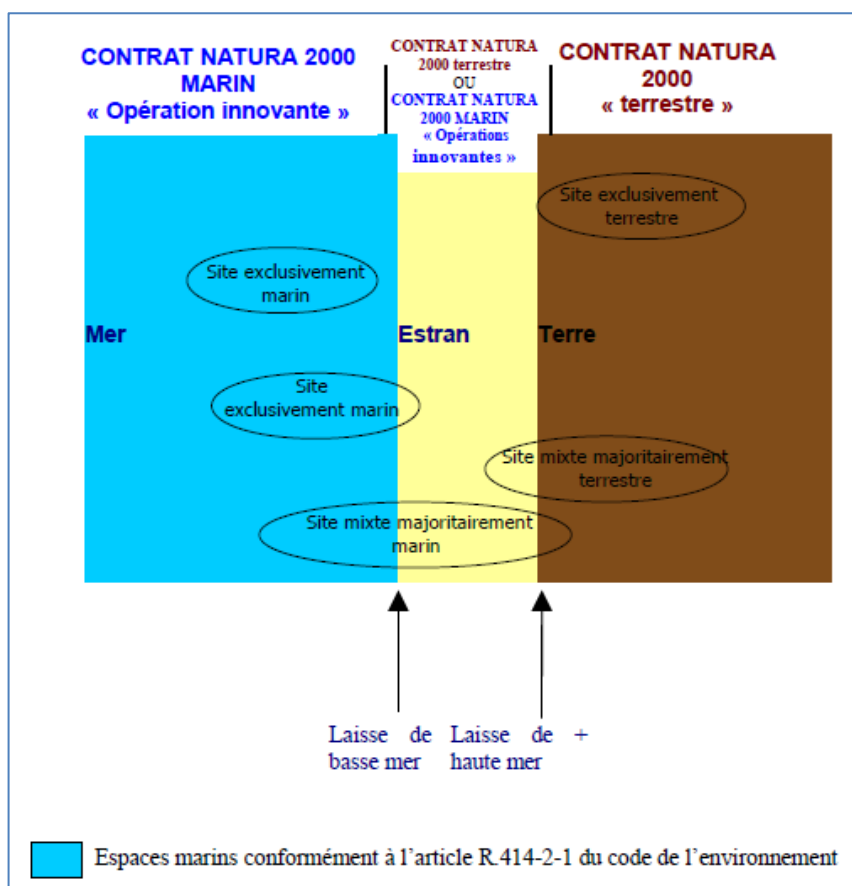 CONTRAT NATURA 2000
MARIN
« Opération innovante »
CONTRAT NATURA
2000 terrestre
OU
CONTRAT NATURA
2000 MARIN
« Opérations
innovantes »
CONTRAT NATURA
2000
« terrestre »
Site exclusivement
terrestre
Site exclusivement
marin
Mer
Estran
Terre
Site
exclusivement marin
Site mixte majoritairement
terrestre
Site mixte majoritairement
marin
Laisse de
basse mer
Laisse de +
haute mer
Espaces marins conformément à l'article R.414-2-1 du code de l'environnement